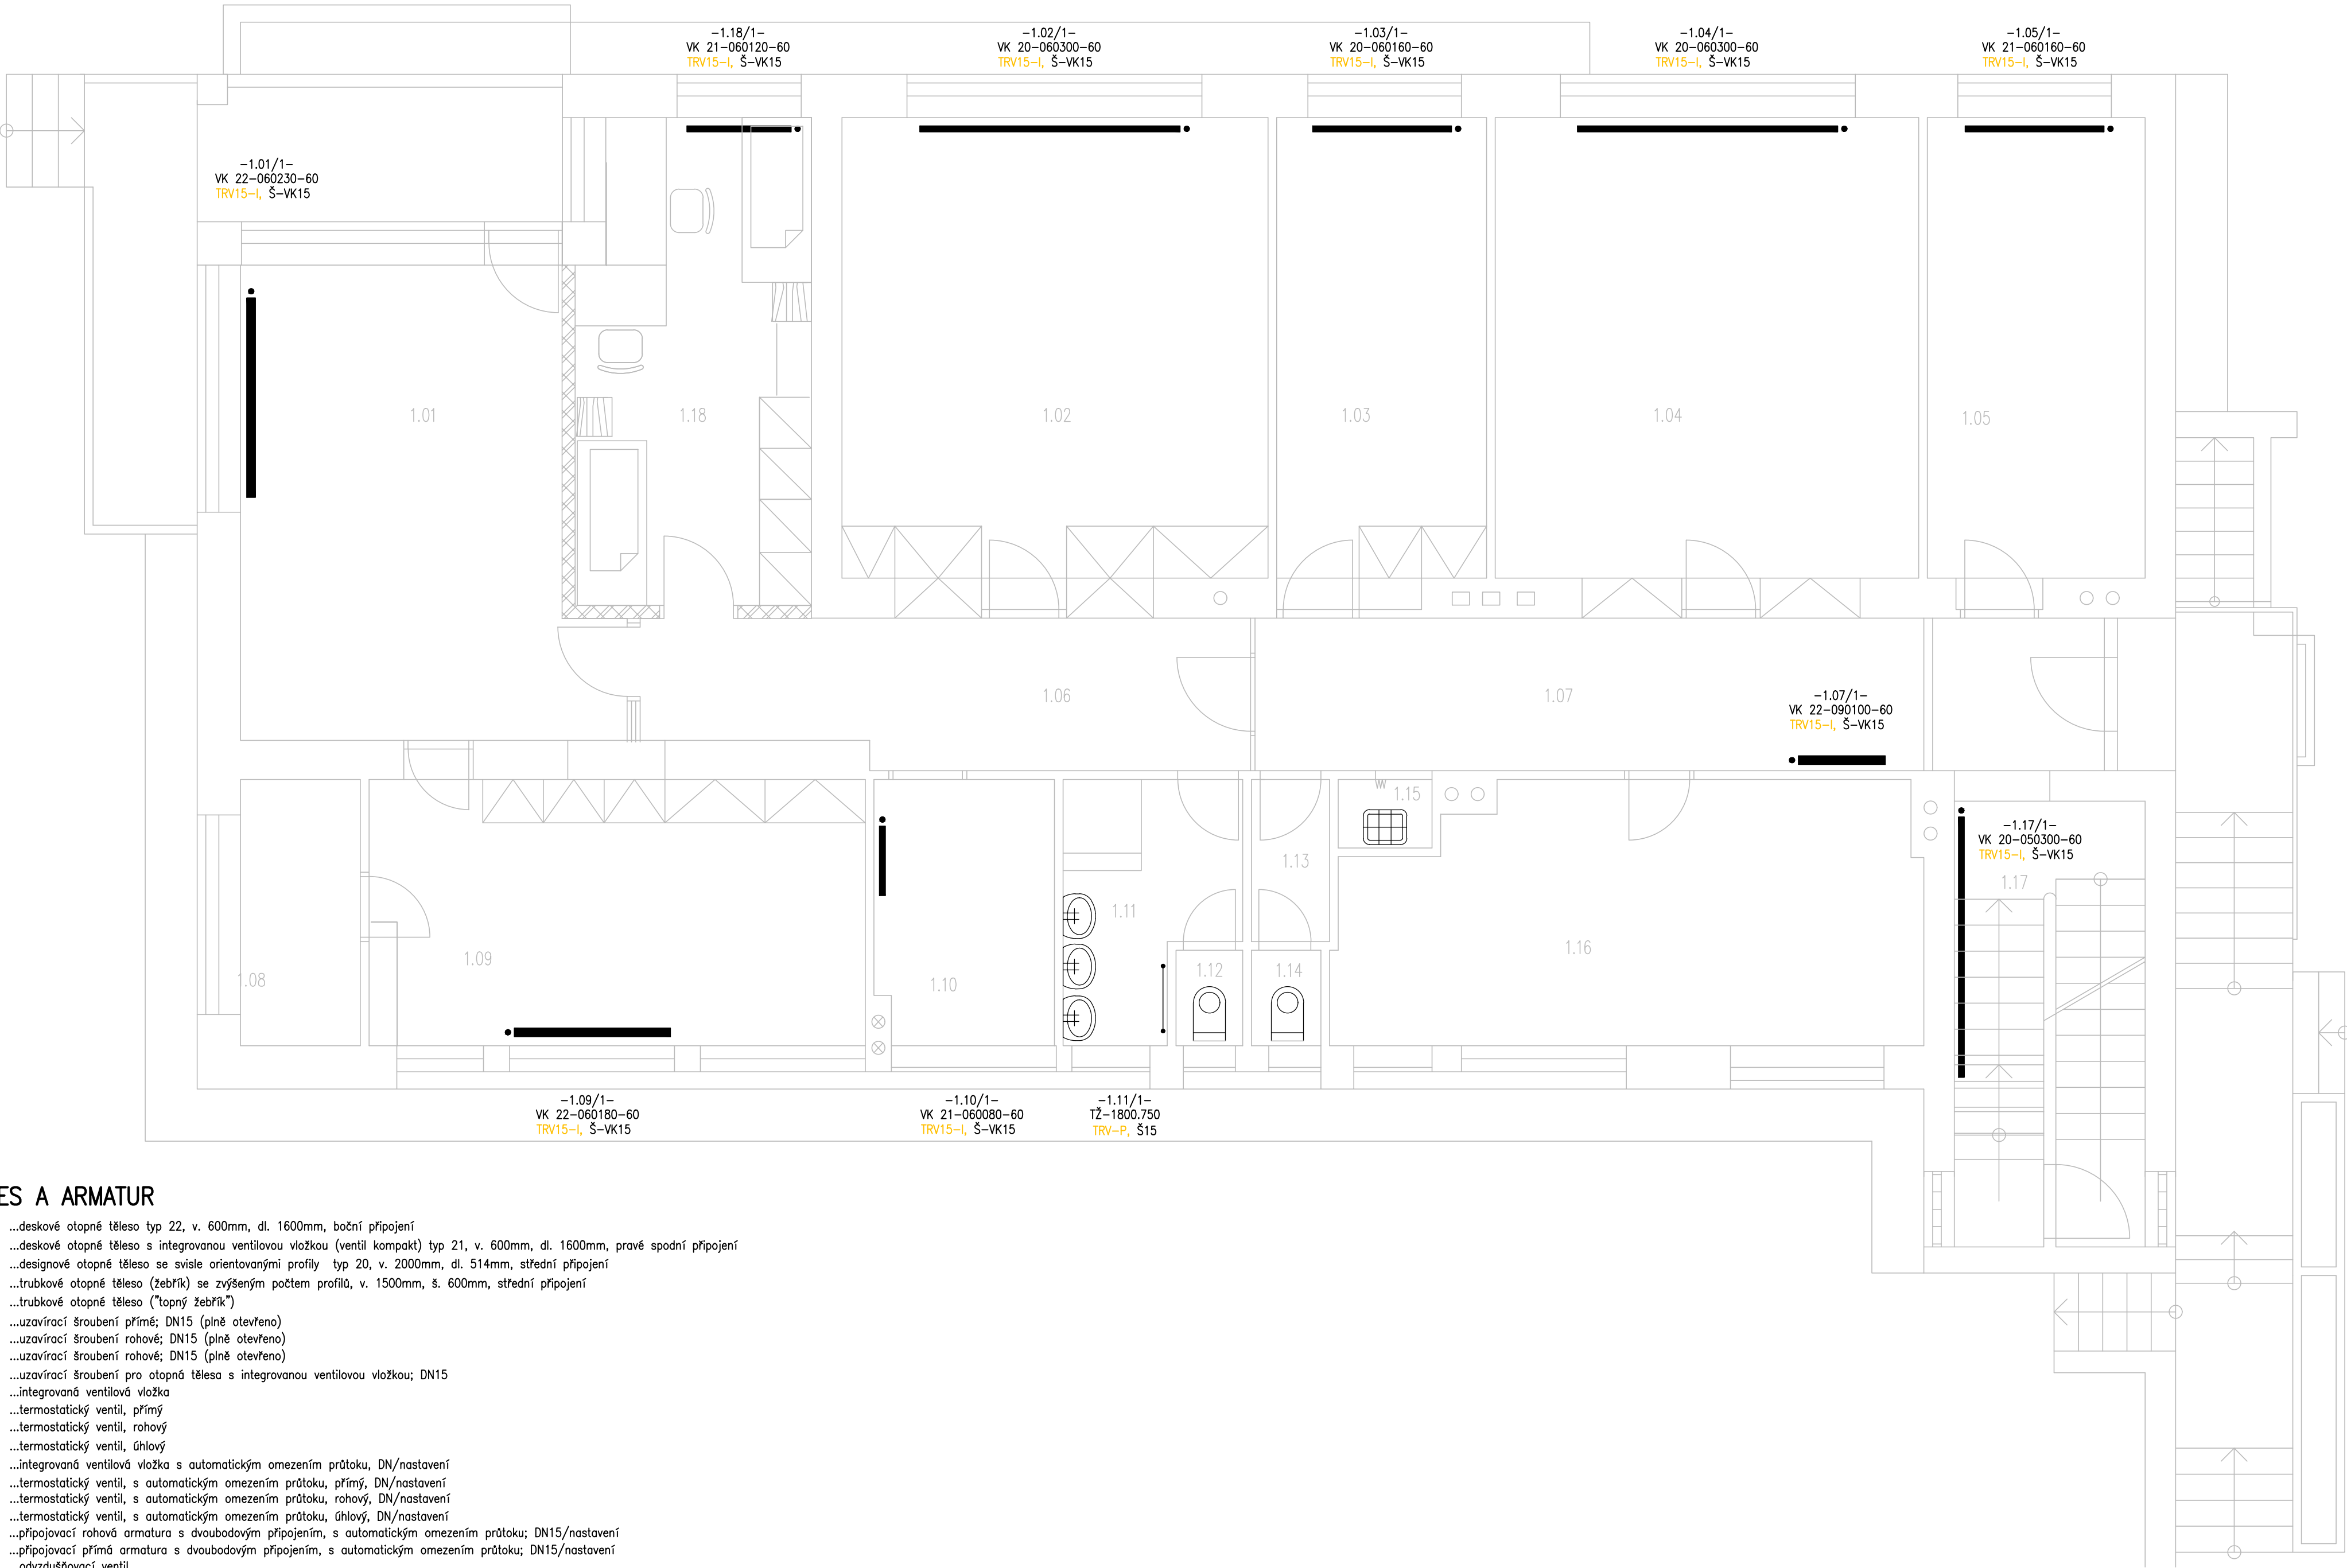 -1.18/1-
VK 21-060120-60
TRV15-I, Š-VK15
-1.02/1-
VK 20-060300-60
TRV15-I, Š-VK15
-1.03/1-
VK 20-060160-60
TRV15-I, Š-VK15
-1.04/1-
VK 20-060300-60
TRV15-I, Š-VK15
-1.05/1-
VK 21-060160-60
TRV15-I, Š-VK15
-1.01/1-
VK 22-060230-60
TRV15-I, Š-VK15
1.01
1.18
1.02
1.03
1.04
1.05
1.06
1.07
-1.07/1-
VK 22-090100-60
TRV15-I, Š-VK15
1.15
-1.17/1-
VK 20-050300-60
TRV15-I, Š-VK15
1.13
1.17
1.11
1.16
1.09
1.08
1.10
1.12
1.14
-1.09/1-
VK 22-060180-60
TRV15-I, Š-VK15
-1.10/1-
VK 21-060080-60
TRV15-I, Š-VK15
-1.11/1-
TŽ-1800.750
TRV-P, Š15
ES A ARMATUR
...deskové otopné těleso typ 22, v. 600mm, dl. 1600mm, boční připojení
...deskové otopné těleso s integrovanou ventilovou vložkou (ventil kompakt) typ 21, v. 600mm, dl. 1600mm, pravé spodní připojení
...designové otopné těleso se svisle orientovanými profily typ 20, v. 2000mm, dl. 514mm, střední připojení
...trubkové otopné těleso (žebřík) se zvýšeným počtem profilů, v. 1500mm, š. 600mm, střední připojení
...trubkové otopné těleso ("topný žebřík")
...uzavírací šroubení přímé; DN15 (plně otevřeno)
...uzavírací šroubení rohové; DN15 (plně otevřeno)
...uzavírací šroubení rohové; DN15 (plně otevřeno)
...uzavírací šroubení pro otopná tělesa s integrovanou ventilovou vložkou; DN15
...integrovaná ventilová vložka
...termostatický ventil, přímý
...termostatický ventil, rohový
...termostatický ventil, úhlový
...integrovaná ventilová vložka s automatickým omezením průtoku, DN/nastavení
...termostatický ventil, s automatickým omezením průtoku, přímý, DN/nastavení
...termostatický ventil, s automatickým omezením průtoku, rohový, DN/nastavení
...termostatický ventil, s automatickým omezením průtoku, úhlový, DN/nastavení
...připojovací rohová armatura s dvoubodovým připojením, s automatickým omezením průtoku; DN15/nastavení
...připojovací přímá armatura s dvoubodovým připojením, s automatickým omezením průtoku; DN15/nastavení
...odvzdušňovací ventil